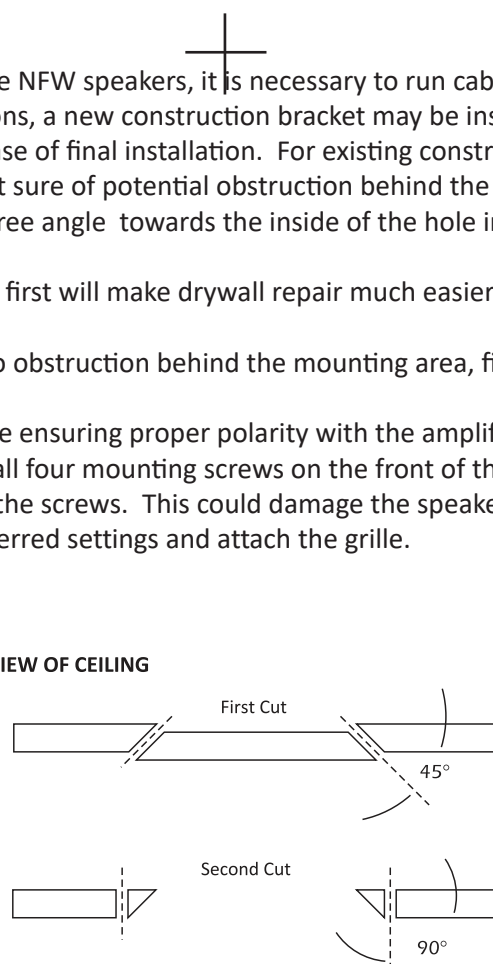 e NFW speakers, it is necessary to run cab
ons, a new construction bracket may be ins
ase of final installation.  For existing constr
t sure of potential obstruction behind the
ree angle  towards the inside of the hole i
first will make drywall repair much easier
o obstruction behind the mounting area, fi
e ensuring proper polarity with the amplif
all four mounting screws on the front of th
the screws.  This could damage the speake
erred settings and attach the grille.
IEW OF CEILING
First Cut
45°
Second Cut
90°